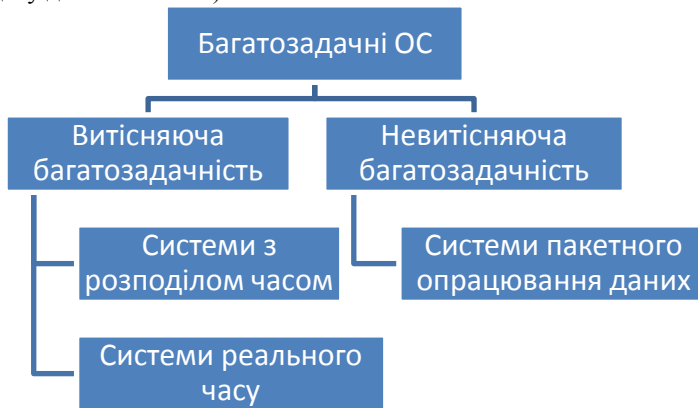 Багатозадачні ОС
Витісняюча
багатозадачність
Невитісняюча
багатозадачність
Системи з
розподілом часом
Системи пакетного
опрацювання даних
Системи реального
часу